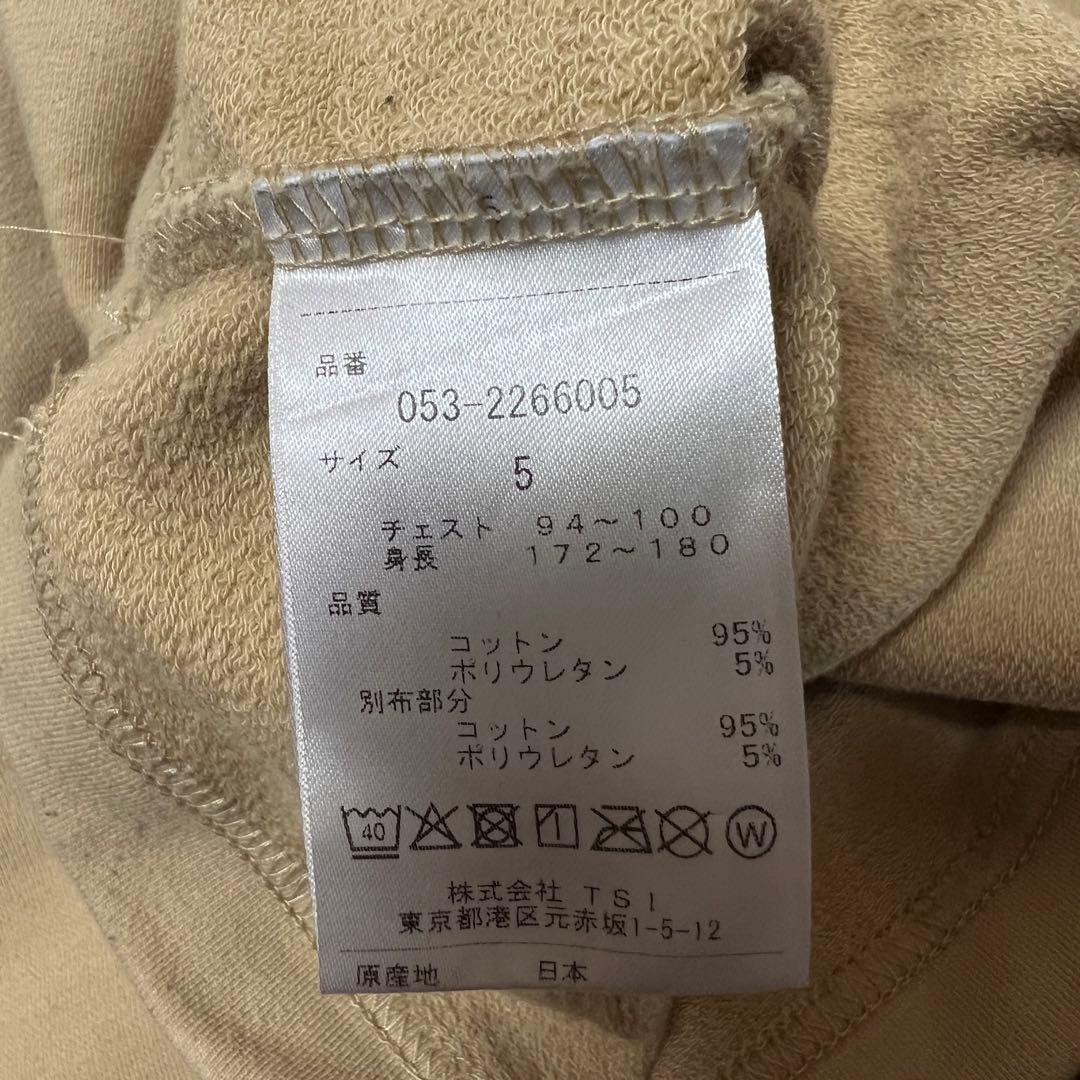 品番
053-2266005
サイズ 5
チェスト 94～100
身長 172～180
品質
コットン 95%
ポリウレタン 5%
別布部分
コットン 95%
ポリウレタン 5%
40 W
株式会社 TSI
東京都港区元赤坂1-5-12
原産地 日本